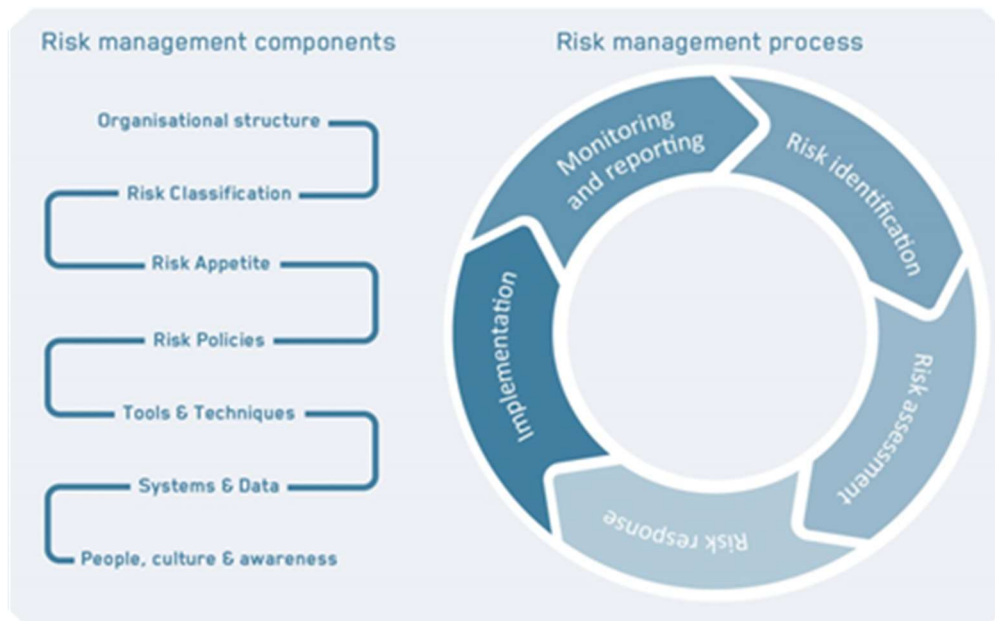 Risk management components
Organisational structure
Risk Classification
Risk Appetite
Risk Policies
Tools & Techniques
Systems & Data
People, culture & awareness
Risk management process
Monitoring
and reporting
Risk identification
Risk assessment
Risk response
Implementation